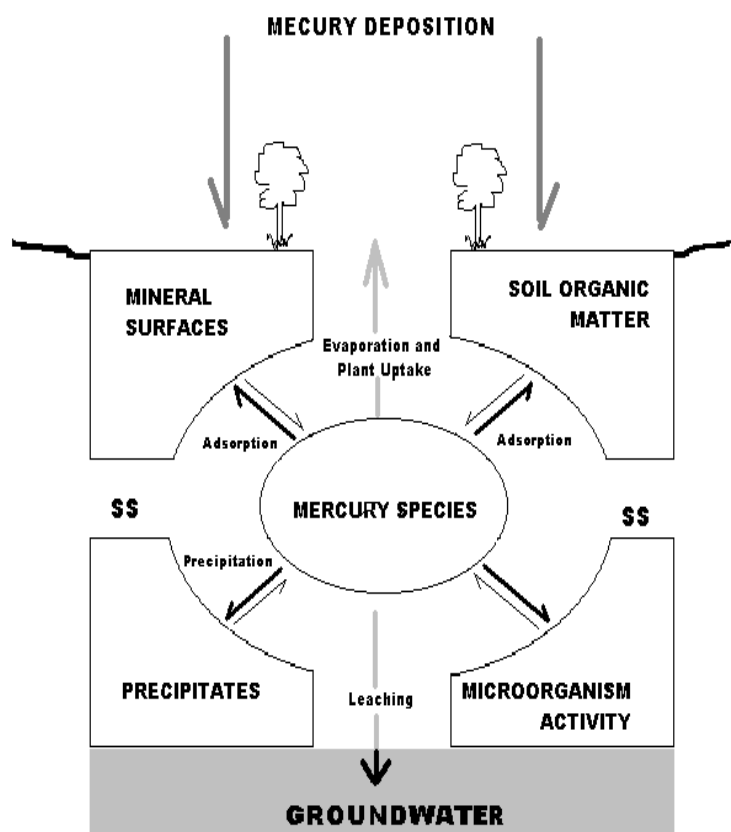 MECURY DEPOSITION
MINERAL
SURFACES
SOIL ORGANIC
MATTER
Evaporation and
Plant Uptake
Adsorption
Adsorption
SS
MERCURY SPECIES
SS
Precipitation
PRECIPITATES
Leaching
MICROORGANISM
ACTIVITY
GROUNDWATER